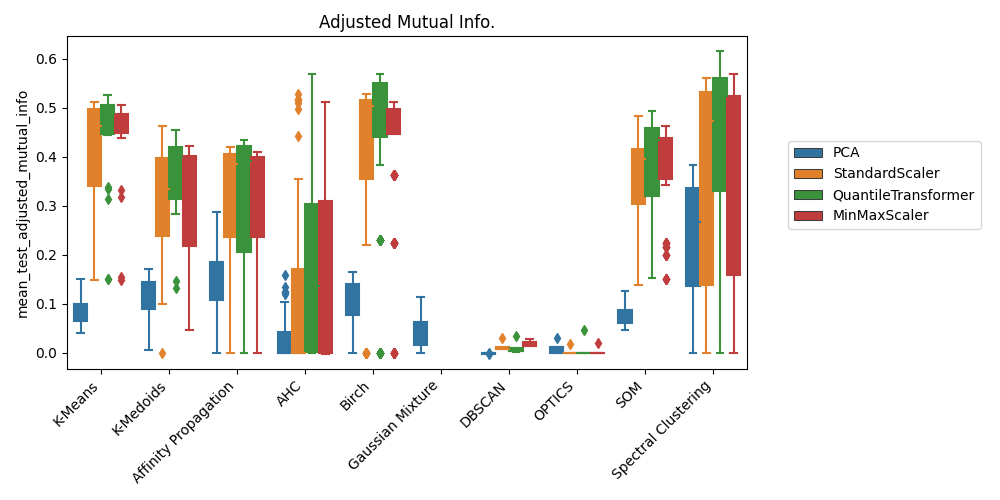 Adjusted Mutual Info.
mean_test_adjusted_mutual_info
0.6
0.5
0.4
0.3
0.2
0.1
0.0
K-Means
K-Medoids
Affinity Propagation
AHC
Birch
Gaussian Mixture
DBSCAN
OPTICS
SOM
Spectral Clustering
PCA
StandardScaler
QuantileTransformer
MinMaxScaler